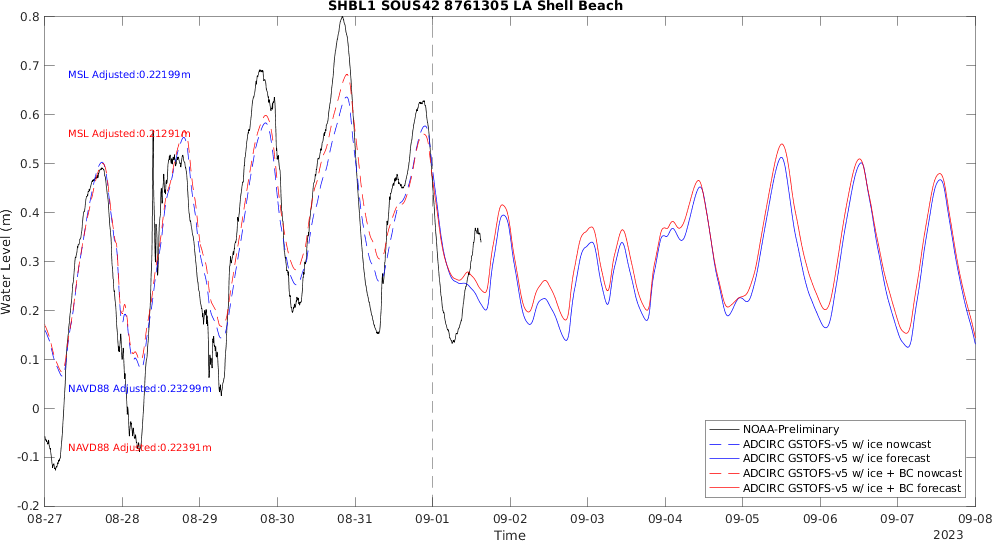 SHBL1 SOUS42 8761305 LA Shell Beach
Water Level (m)
0.8
0.7
0.6
0.5
0.4
0.3
0.2
0.1
0
-0.1
-0.2
MSL Adjusted:0.22199m
MSL Adjusted:0.21291m
NAVD88 Adjusted:0.23299m
NAVD88 Adjusted:0.22391m
NOAA-Preliminary
ADCIRC GSTOFS-v5 w/ ice nowcast
ADCIRC GSTOFS-v5 w/ ice forecast
ADCIRC GSTOFS-v5 w/ ice + BC nowcast
ADCIRC GSTOFS-v5 w/ ice + BC forecast
08-27 08-28 08-29 08-30 08-31 09-01 09-02 09-03 09-04 09-05 09-06 09-07 09-08
Time
2023